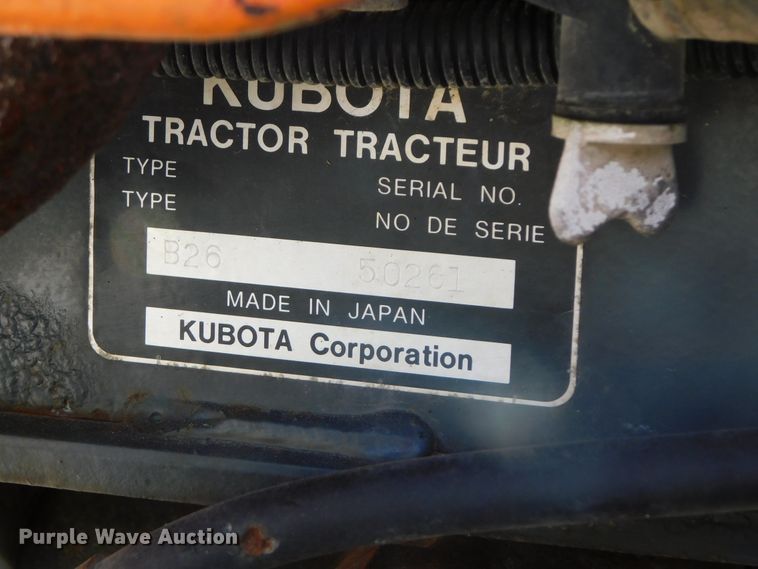 KUBOTA
TRACTOR TRACTEUR
TYPE SERIAL NO.
TYPE NO DE SERIE
B26 50261
MADE IN JAPAN
KUBOTA Corporation
Purple Wave Auction